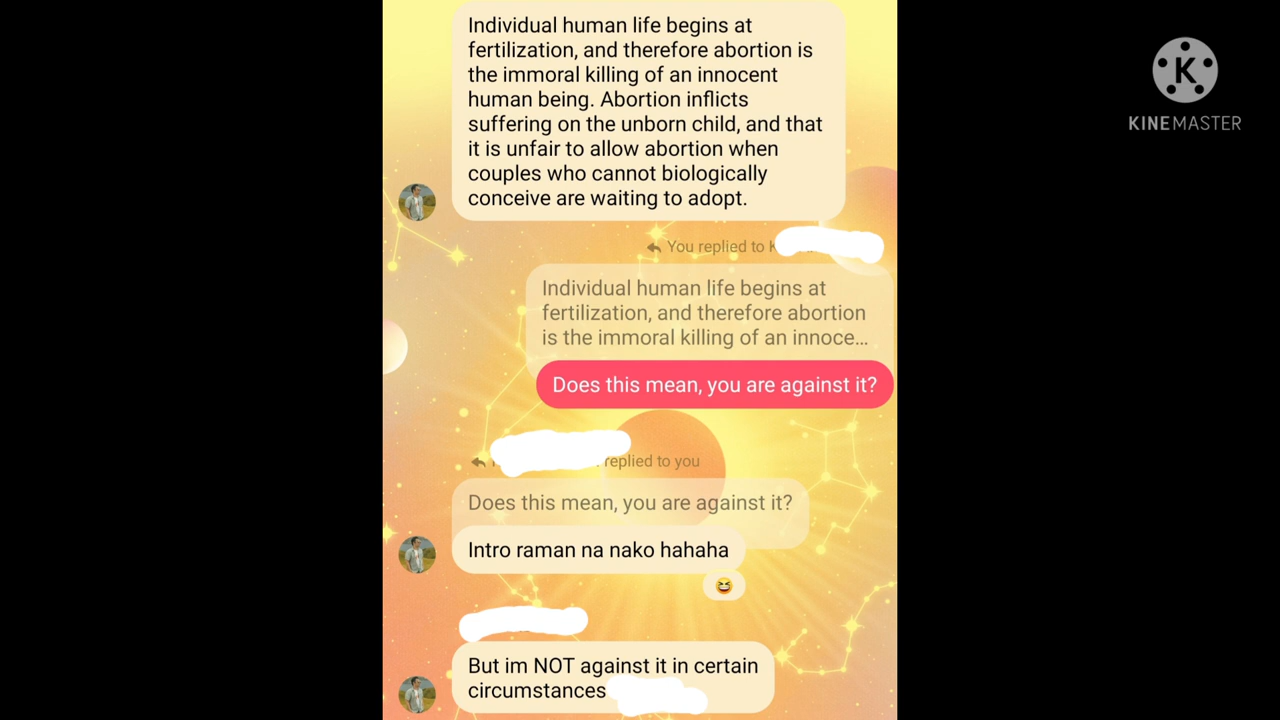 Individual human life begins at
fertilization, and therefore abortion is
the immoral killing of an innocent
human being. Abortion inflicts
suffering on the unborn child, and that
it is unfair to allow abortion when
couples who cannot biologically
conceive are waiting to adopt.
You replied to
Individual human life begins at
fertilization, and therefore abortion
is the immoral killing of an innoce...
Does this mean, you are against it?
replied to you
Does this mean, you are against it?
Intro raman na nako hahaha
But im NOT against it in certain
circumstances
K
KINEMASTER